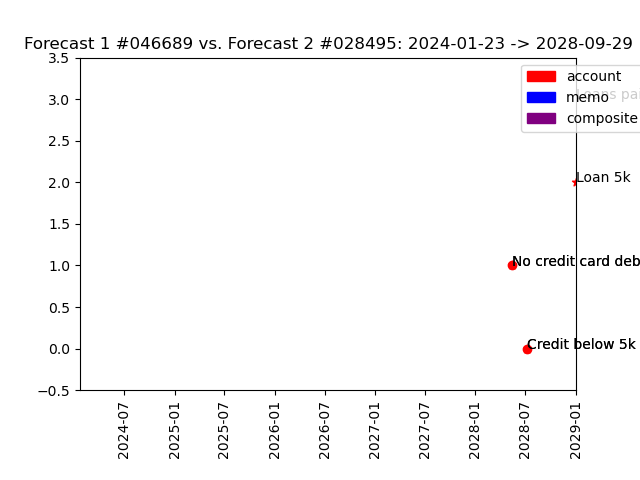 Forecast 1 #046689 vs. Forecast 2 #028495: 2024-01-23 -> 2028-09-29
3.5
3.0
2.5
2.0
1.5
1.0
0.5
0.0
−0.5
account
memo
composite
Loans pa
Loan 5k
No credit card deb
Credit below 5k
2024-07
2025-01
2025-07
2026-01
2026-07
2027-01
2027-07
2028-01
2028-07
2029-01